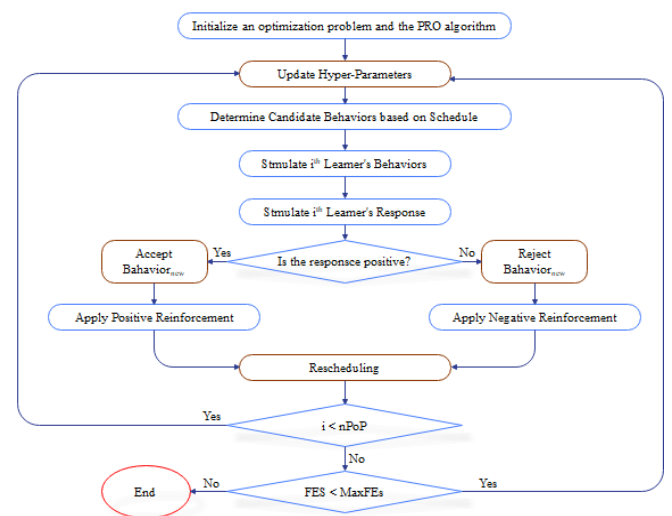 Initialize an optimization problem and the PRO algorithm
Update Hyper-Parameters
Determine Candidate Behaviors based on Schedule
Stmulate iᵗʰ Learner's Behaviors
Stmulate iᵗʰ Learner's Response
Is the responsce positive?
Yes
No
Accept
Bahavior_new
Reject
Bahavior_new
Apply Positive Reinforcement
Apply Negative Reinforcement
Rescheduling
Yes
i < nPoP
No
FES < MaxFEs
No
Yes
End